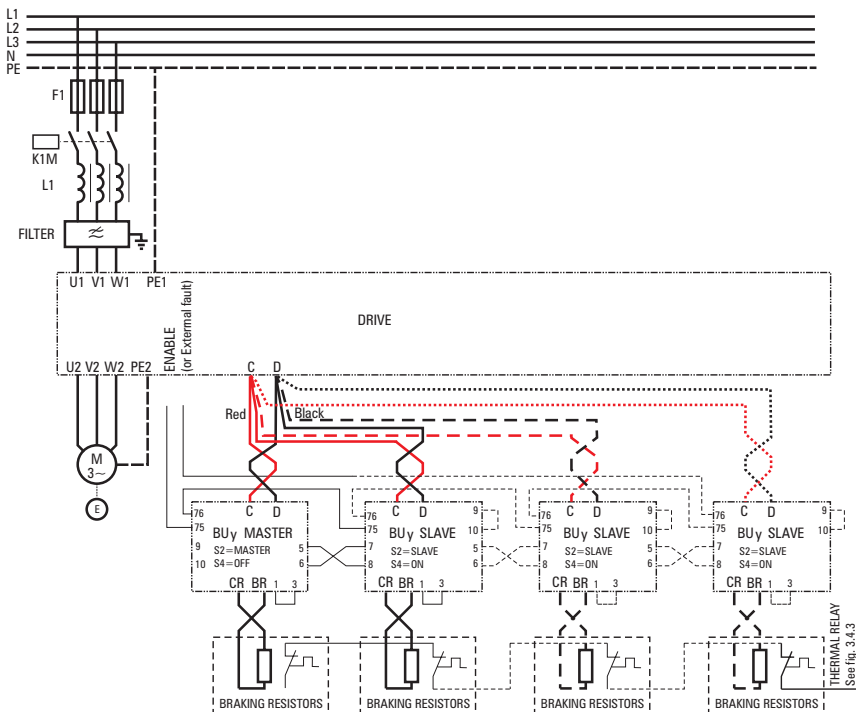 L1
L2
L3
N
PE
F1
K1M
L1
FILTER
≈
U1 V1 W1 PE1
ENABLE
(or Extermal fault)
DRIVE
U2 V2 W2 PE2
C D
Red
Black
M
3~
E
C D
76
75
BUy MASTER
9
S2=MASTER
5
10
S4=OFF
6
CR BR 1 3
C D
76
9
75
10
BUy SLAVE
7
S2=SLAVE
5
8
S4=ON
6
CR BR 1 3
C D
76
9
75
10
BUy SLAVE
7
S2=SLAVE
5
8
S4=ON
6
CR BR 1 3
C D
76
9
75
10
BUy SLAVE
7
S2=SLAVE
5
8
S4=ON
6
CR BR 1 3
BRAKING RESISTORS
BRAKING RESISTORS
BRAKING RESISTORS
BRAKING RESISTORS
THERMAL RELAY
See fig. 3.4.3